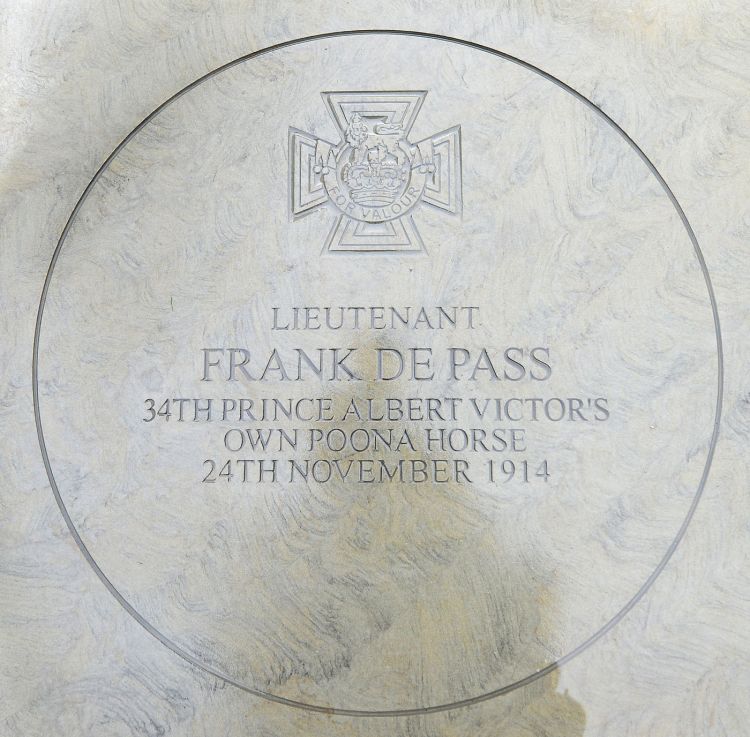 FOR VALOUR
LIEUTENANT
FRANK DE PASS
34TH PRINCE ALBERT VICTOR'S
OWN POONA HORSE
24TH NOVEMBER 1914